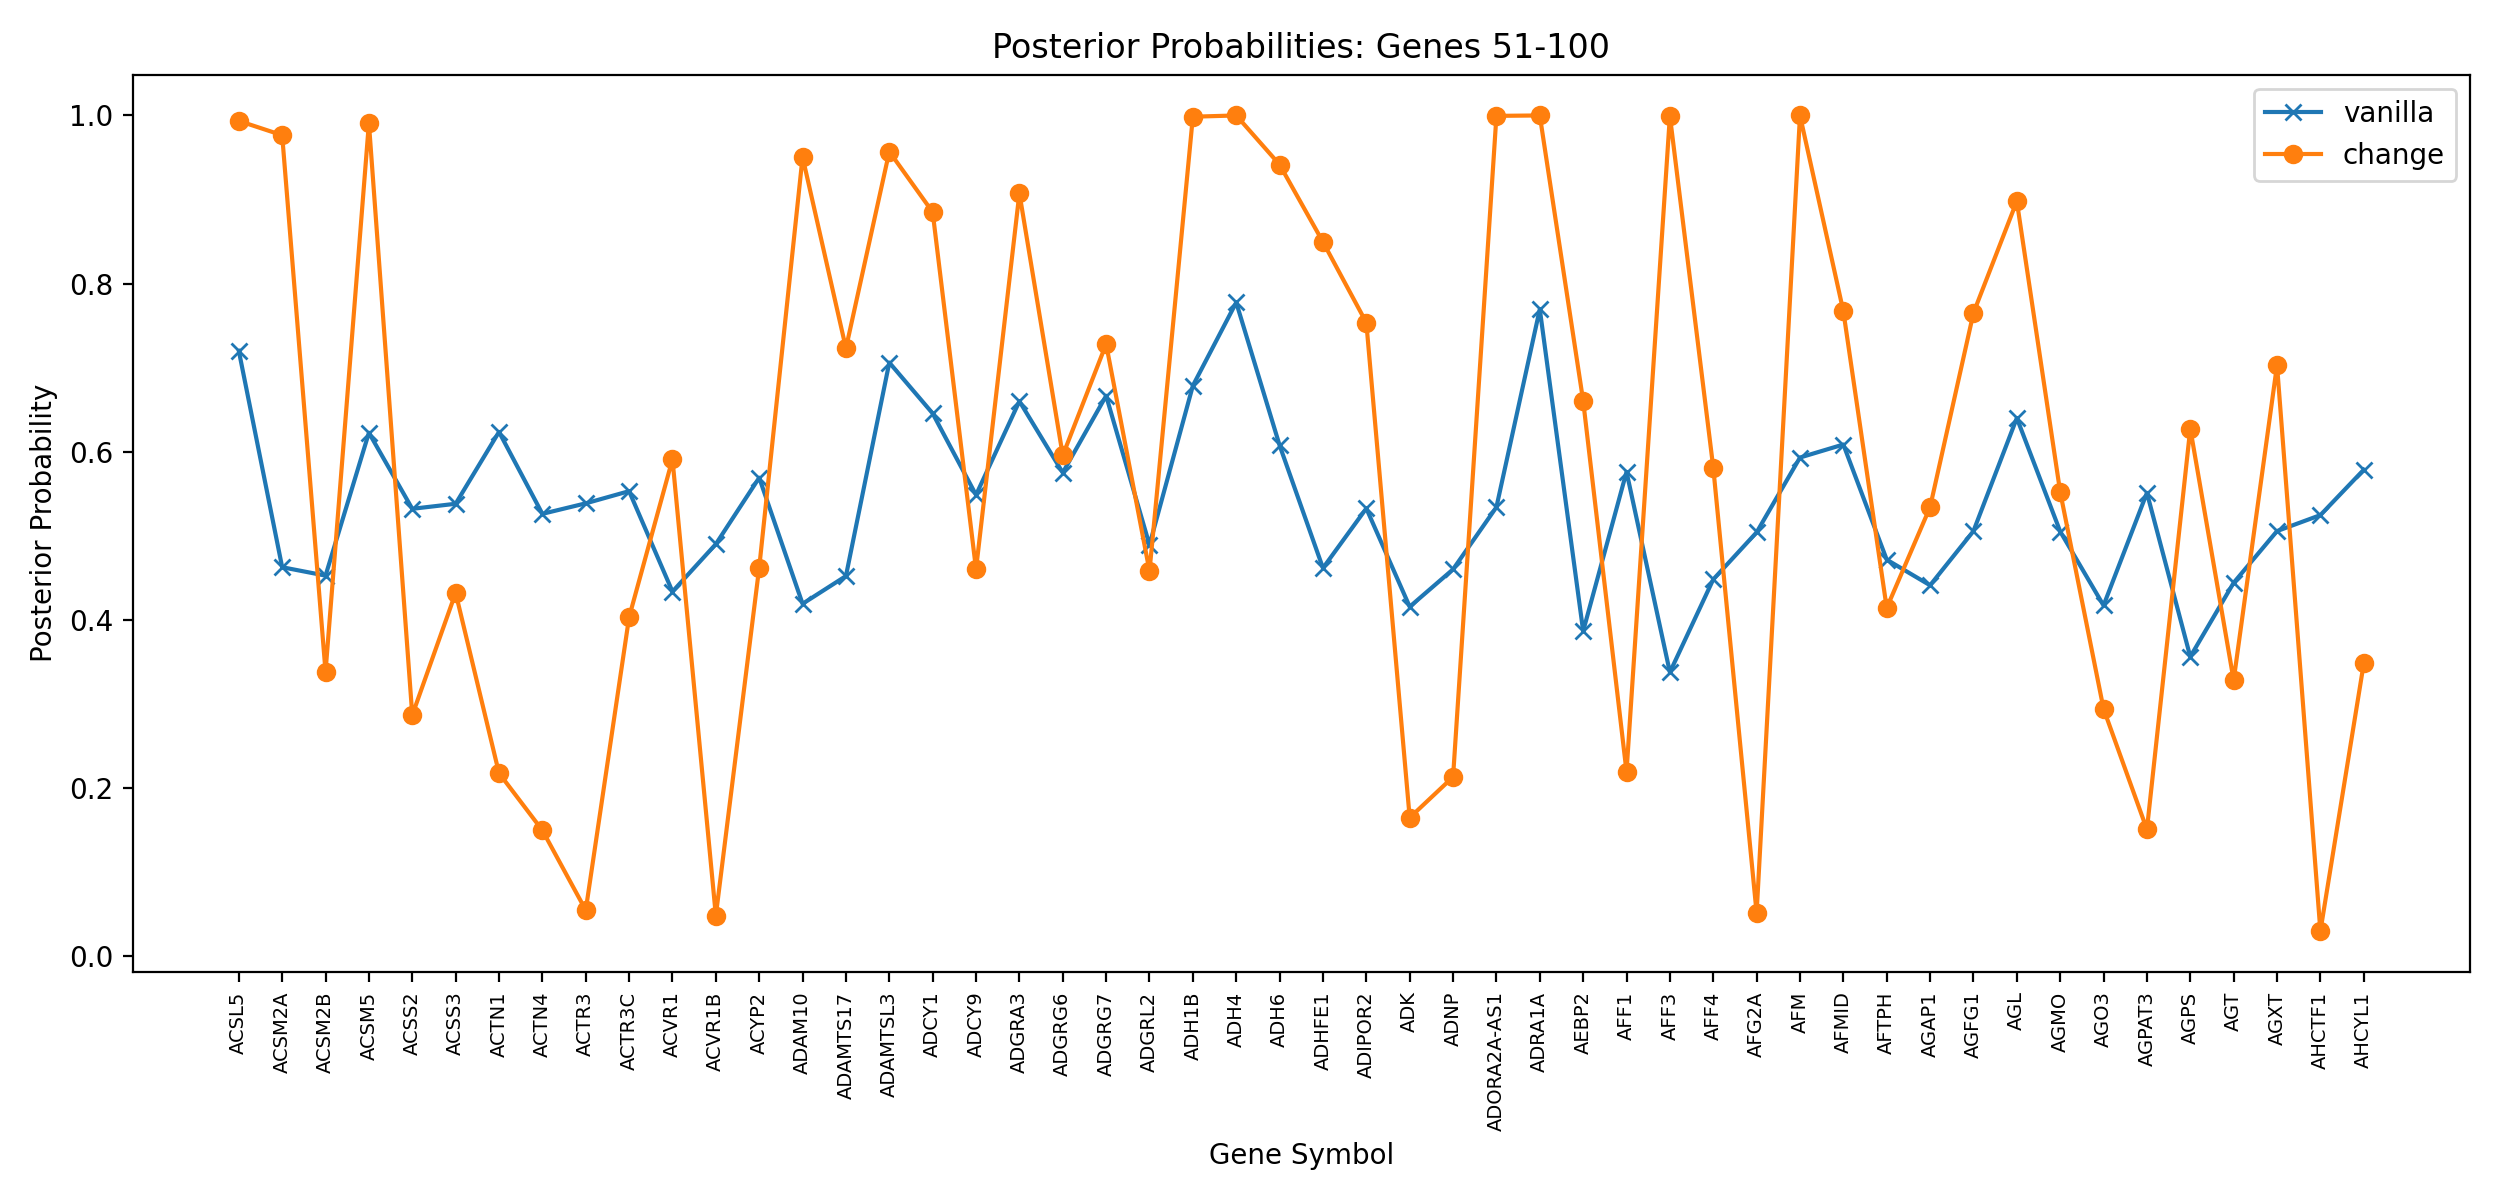 Posterior Probabilities: Genes 51-100
vanilla
change
Posterior Probability
1.0
0.8
0.6
0.4
0.2
0.0
ACSL5
ACSM2A
ACSM2B
ACSM5
ACSS2
ACSS3
ACTN1
ACTN4
ACTR3
ACTR3C
ACVR1
ACVR1B
ACYP2
ADAM10
ADAMTS17
ADAMTSL3
ADCY1
ADCY9
ADGRA3
ADGRG6
ADGRG7
ADGRL2
ADH1B
ADH4
ADH6
ADHFE1
ADIPOR2
ADK
ADNP
ADORA2A-AS1
ADRA1A
AEBP2
AFF1
AFF3
AFF4
AFG2A
AFM
AFMID
AFTPH
AGAP1
AGFG1
AGL
AGMO
AGO3
AGPAT3
AGPS
AGT
AGXT
AHCTF1
AHCYL1
Gene Symbol